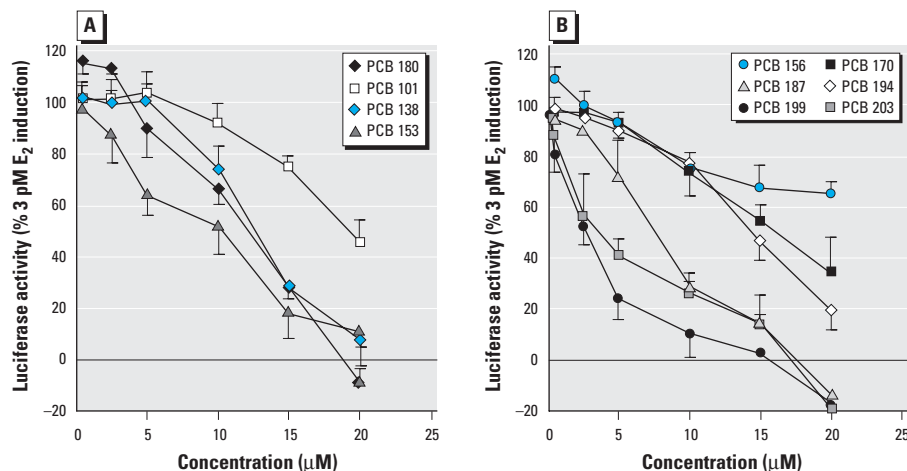 A
Luciferase activity (% 3 pM E2 induction)
120
100
80
60
40
20
0
–20
PCB 180
PCB 101
PCB 138
PCB 153
0 5 10 15 20 25
Concentration (μM)
B
Luciferase activity (% 3 pM E2 induction)
120
100
80
60
40
20
0
–20
PCB 156 PCB 170
PCB 187 PCB 194
PCB 199 PCB 203
0 5 10 15 20 25
Concentration (μM)